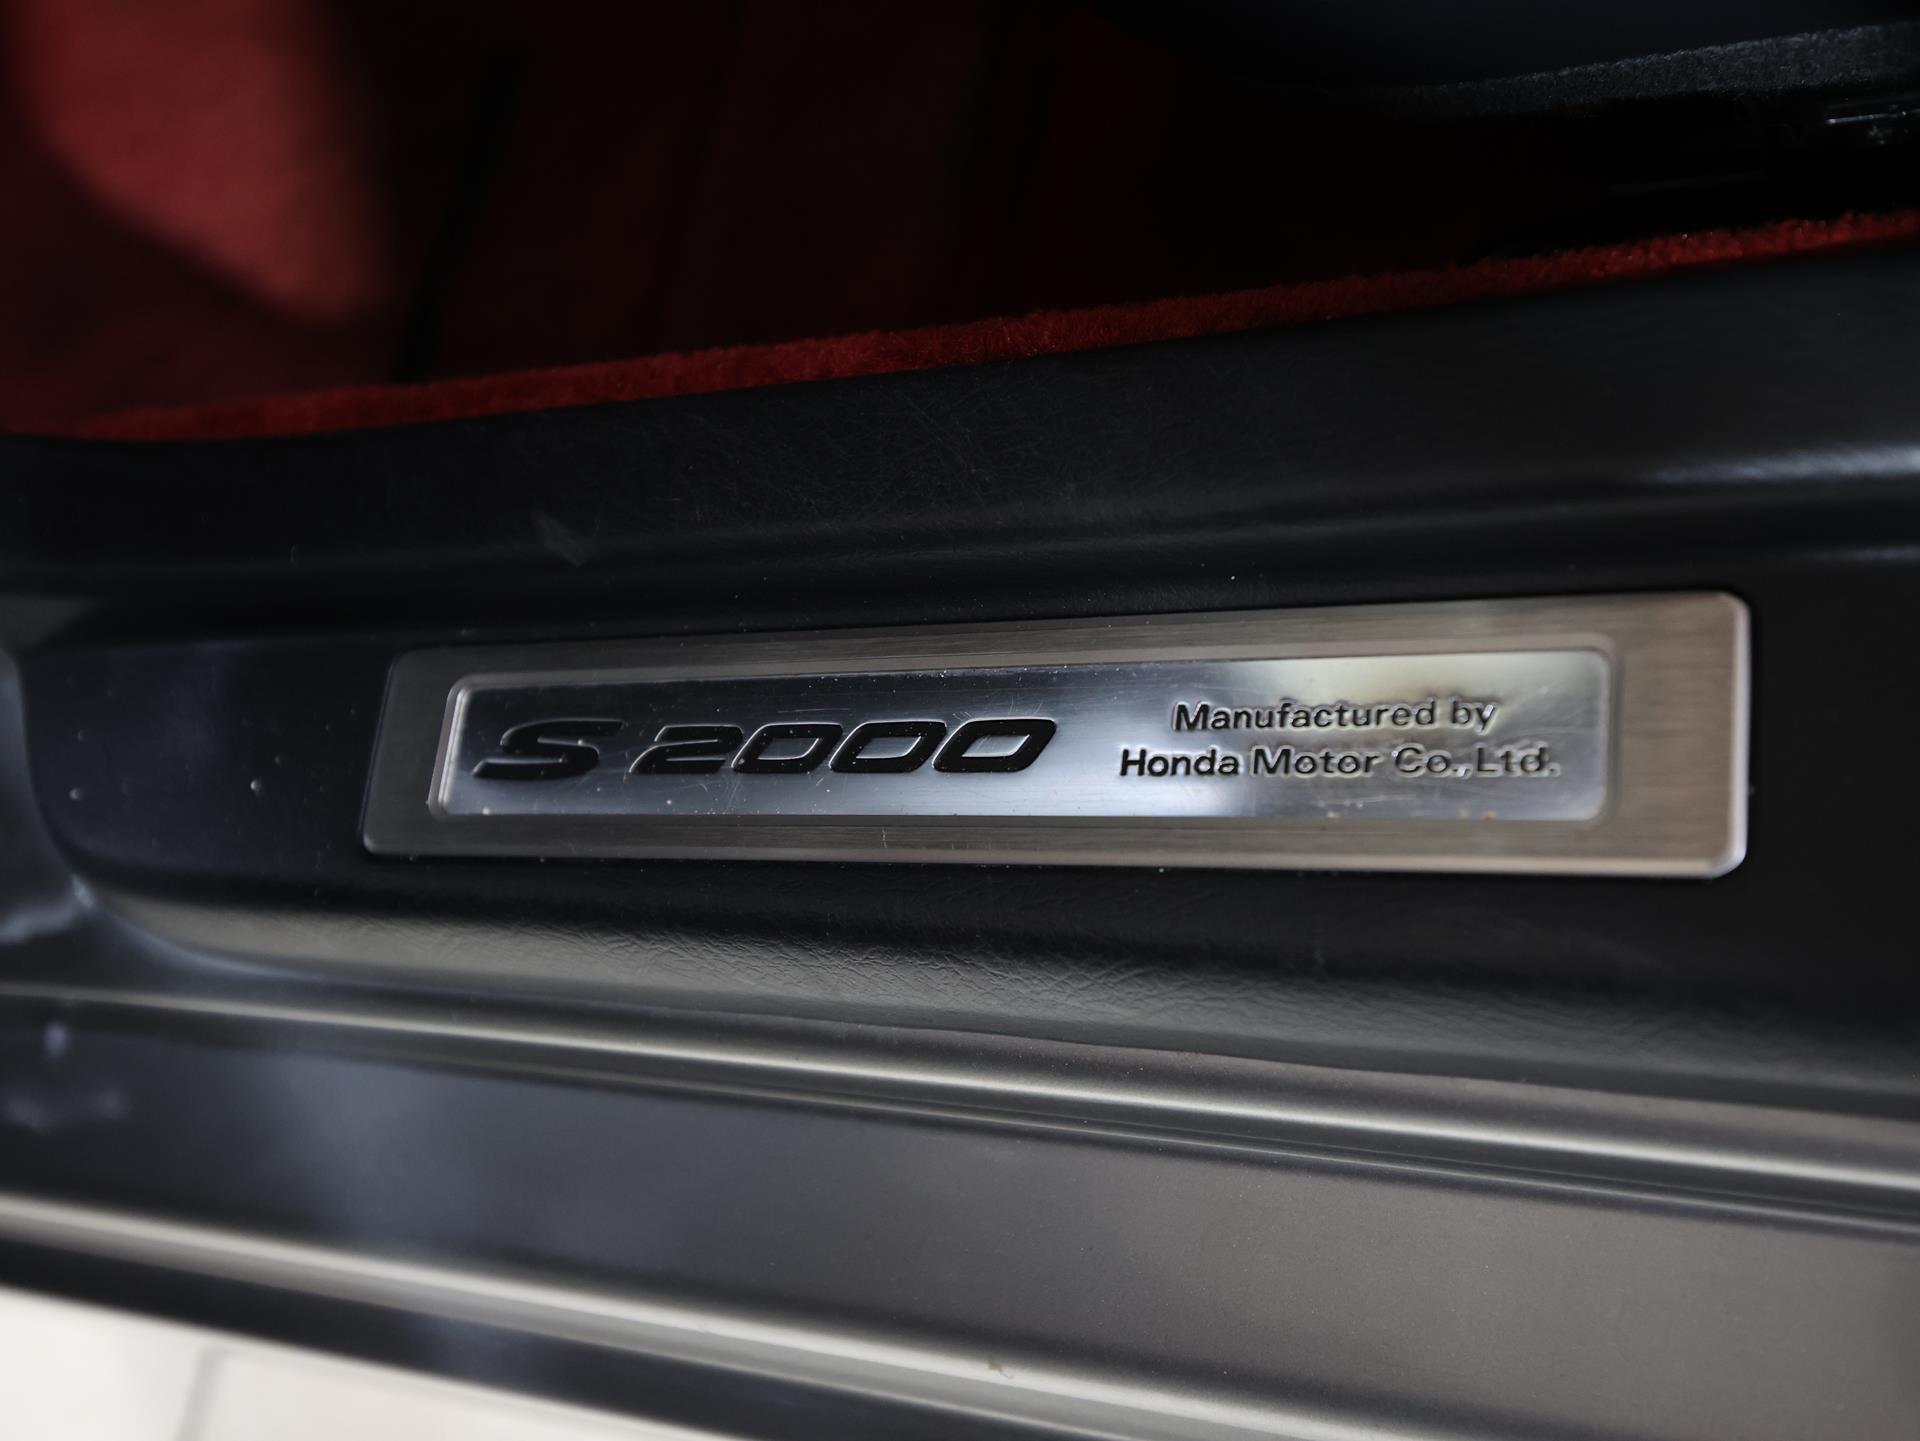 S2000
Manufactured by
Honda Motor Co.,Ltd.